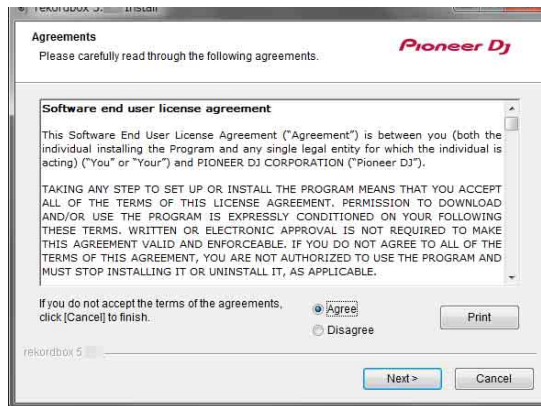 rekordbox 5. Install
Agreements
Please carefully read through the following agreements.
Pioneer Dj
Software end user license agreement
This Software End User License Agreement (“Agreement”) is between you (both the
individual installing the Program and any single legal entity for which the individual is
acting) (“You” or “Your”) and PIONEER DJ CORPORATION (“Pioneer DJ”).
TAKING ANY STEP TO SET UP OR INSTALL THE PROGRAM MEANS THAT YOU ACCEPT
ALL OF THE TERMS OF THIS LICENSE AGREEMENT. PERMISSION TO DOWNLOAD
AND/OR USE THE PROGRAM IS EXPRESSLY CONDITIONED ON YOUR FOLLOWING
THESE TERMS. WRITTEN OR ELECTRONIC APPROVAL IS NOT REQUIRED TO MAKE
THIS AGREEMENT VALID AND ENFORCEABLE. IF YOU DO NOT AGREE TO ALL OF THE
TERMS OF THIS AGREEMENT, YOU ARE NOT AUTHORIZED TO USE THE PROGRAM AND
MUST STOP INSTALLING IT OR UNINSTALL IT, AS APPLICABLE.
If you do not accept the terms of the agreements,
click [Cancel] to finish.
Agree
Disagree
Print
rekordbox 5
Next >
Cancel